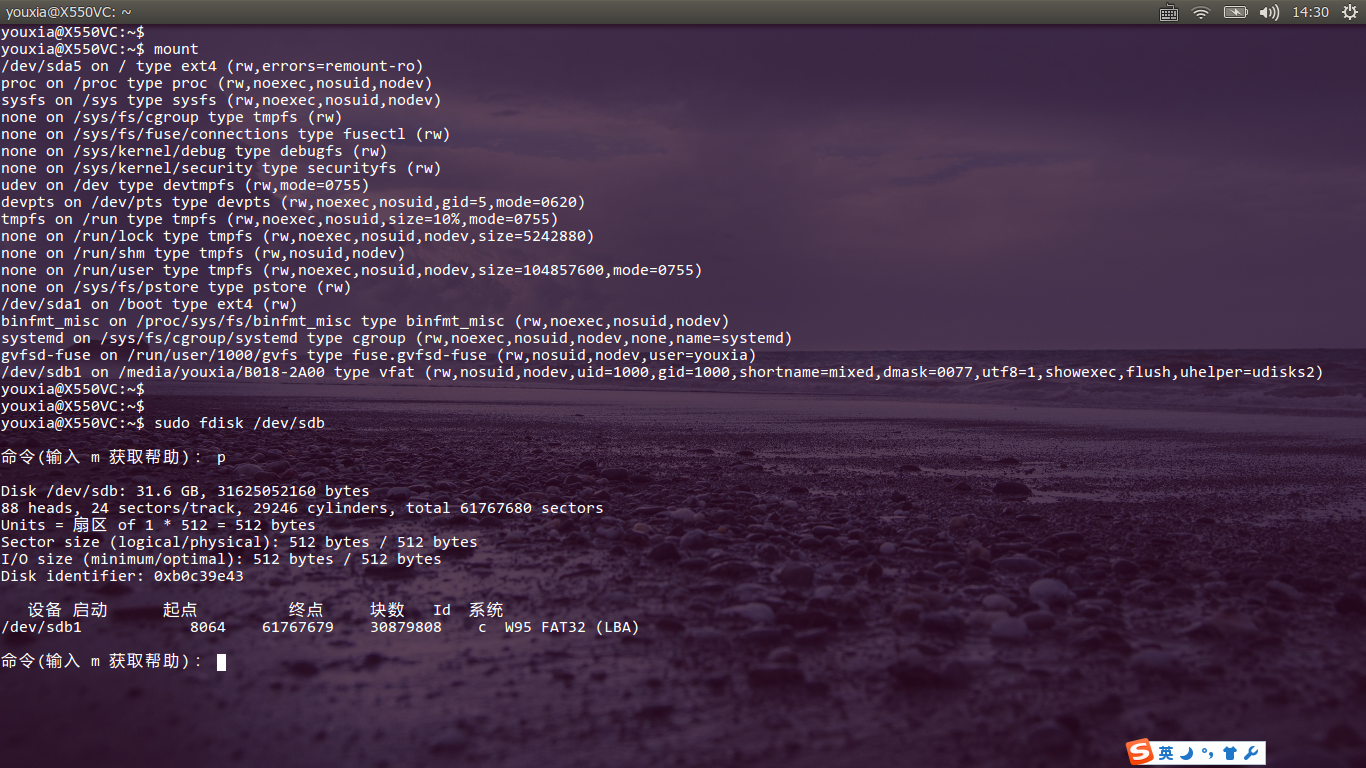 youxia@X550VC: ~
14:30
youxia@X550VC:~$
youxia@X550VC:~$ mount
/dev/sda5 on / type ext4 (rw,errors=remount-ro)
proc on /proc type proc (rw,noexec,nosuid,nodev)
sysfs on /sys type sysfs (rw,noexec,nosuid,nodev)
none on /sys/fs/cgroup type tmpfs (rw)
none on /sys/fs/fuse/connections type fusectl (rw)
none on /sys/kernel/debug type debugfs (rw)
none on /sys/kernel/security type securityfs (rw)
udev on /dev type devtmpfs (rw,mode=0755)
devpts on /dev/pts type devpts (rw,noexec,nosuid,gid=5,mode=0620)
tmpfs on /run type tmpfs (rw,noexec,nosuid,size=10%,mode=0755)
none on /run/lock type tmpfs (rw,noexec,nosuid,nodev,size=5242880)
none on /run/shm type tmpfs (rw,nosuid,nodev)
none on /run/user type tmpfs (rw,noexec,nosuid,nodev,size=104857600,mode=0755)
none on /sys/fs/pstore type pstore (rw)
/dev/sda1 on /boot type ext4 (rw)
binfmt_misc on /proc/sys/fs/binfmt_misc type binfmt_misc (rw,noexec,nosuid,nodev)
systemd on /sys/fs/cgroup/systemd type cgroup (rw,noexec,nosuid,nodev,none,name=systemd)
gvfsd-fuse on /run/user/1000/gvfs type fuse.gvfsd-fuse (rw,nosuid,nodev,user=youxia)
/dev/sdb1 on /media/youxia/B018-2A00 type vfat (rw,nosuid,nodev,uid=1000,gid=1000,shortname=mixed,dmask=0077,utf8=1,showexec,flush,uhelper=udisks2)
youxia@X550VC:~$
youxia@X550VC:~$
youxia@X550VC:~$ sudo fdisk /dev/sdb
命令(输入 m 获取帮助)： p
Disk /dev/sdb: 31.6 GB, 31625052160 bytes
88 heads, 24 sectors/track, 29246 cylinders, total 61767680 sectors
Units = 扇区 of 1 * 512 = 512 bytes
Sector size (logical/physical): 512 bytes / 512 bytes
I/O size (minimum/optimal): 512 bytes / 512 bytes
Disk identifier: 0xb0c39e43
设备 启动 起点 终点 块数 Id 系统
/dev/sdb1 8064 61767679 30879808 c W95 FAT32 (LBA)
命令(输入 m 获取帮助)：
S 英